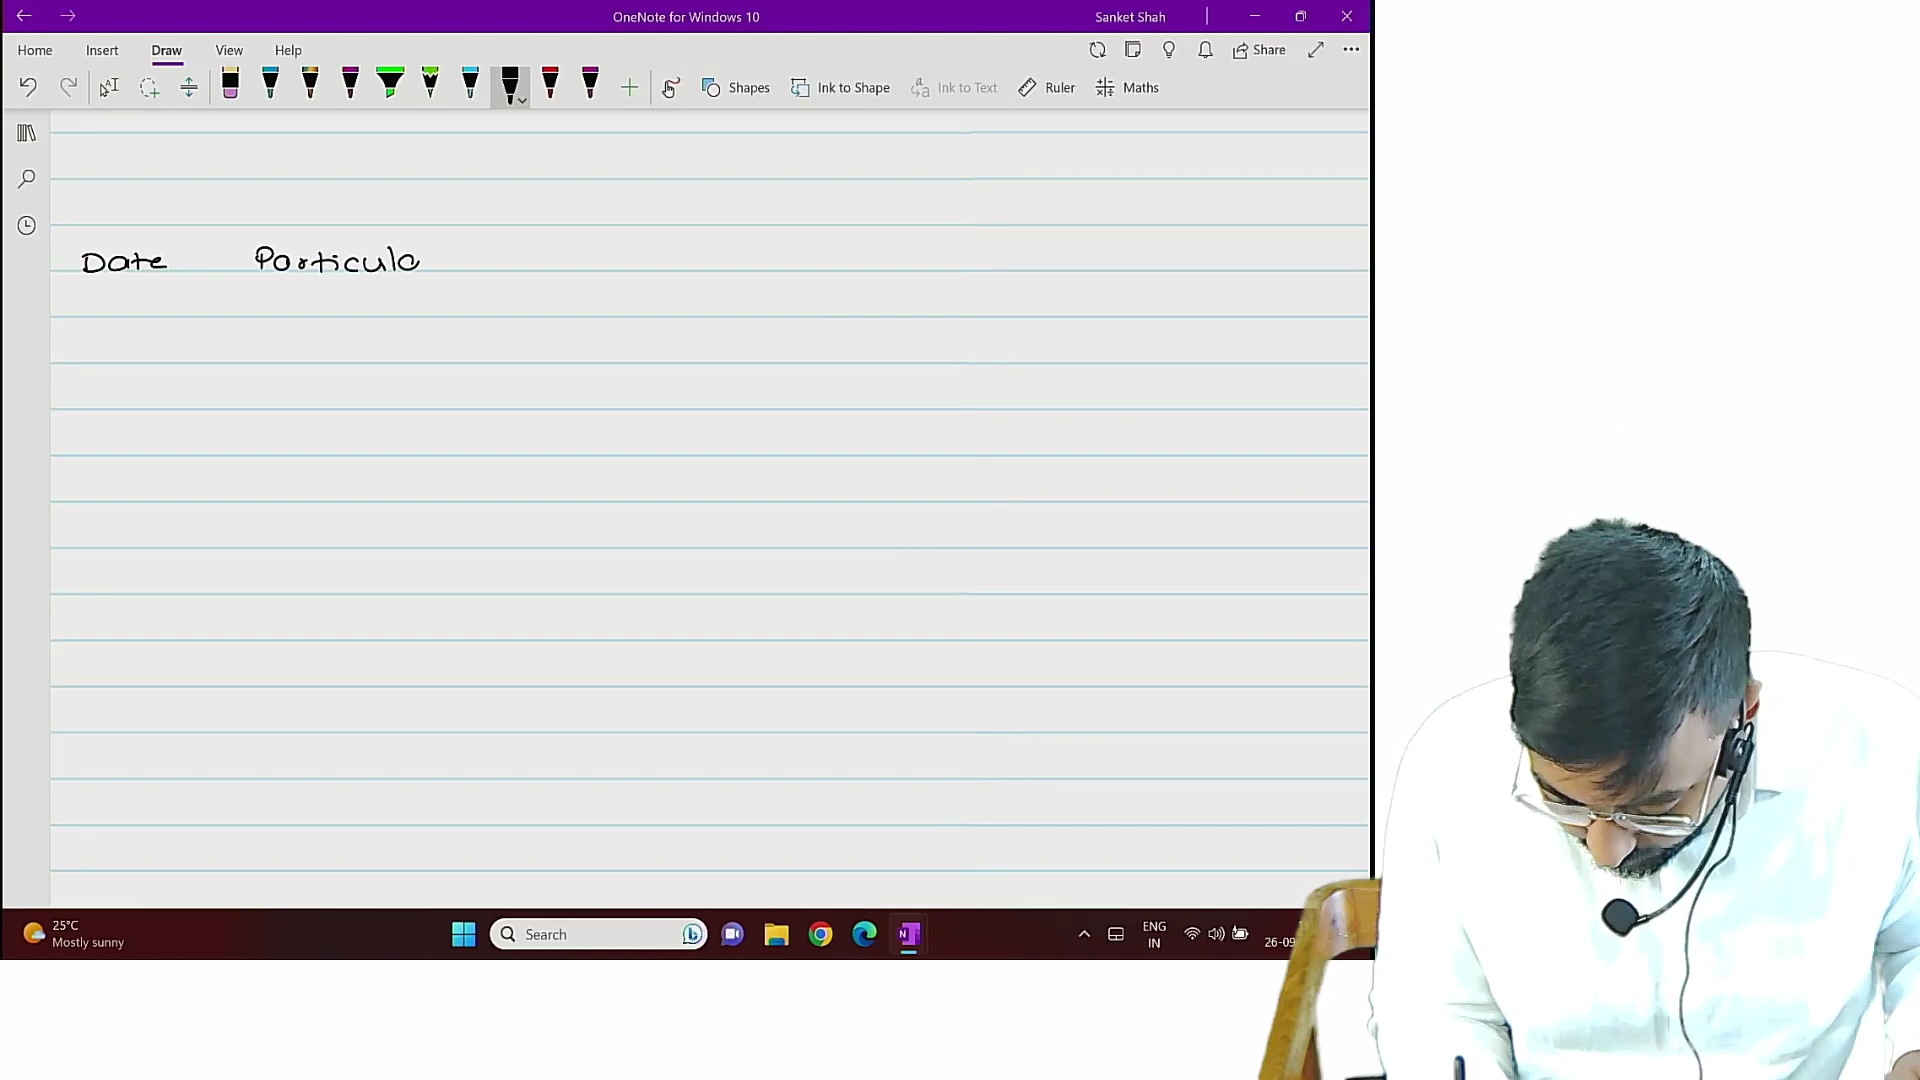 OneNote for Windows 10 Sanket Shah
Home Insert Draw View Help Share
Shapes Ink to Shape Ink to Text Ruler Maths
Date Particula
25°C
Mostly sunny
Search
ENG
IN
26-09